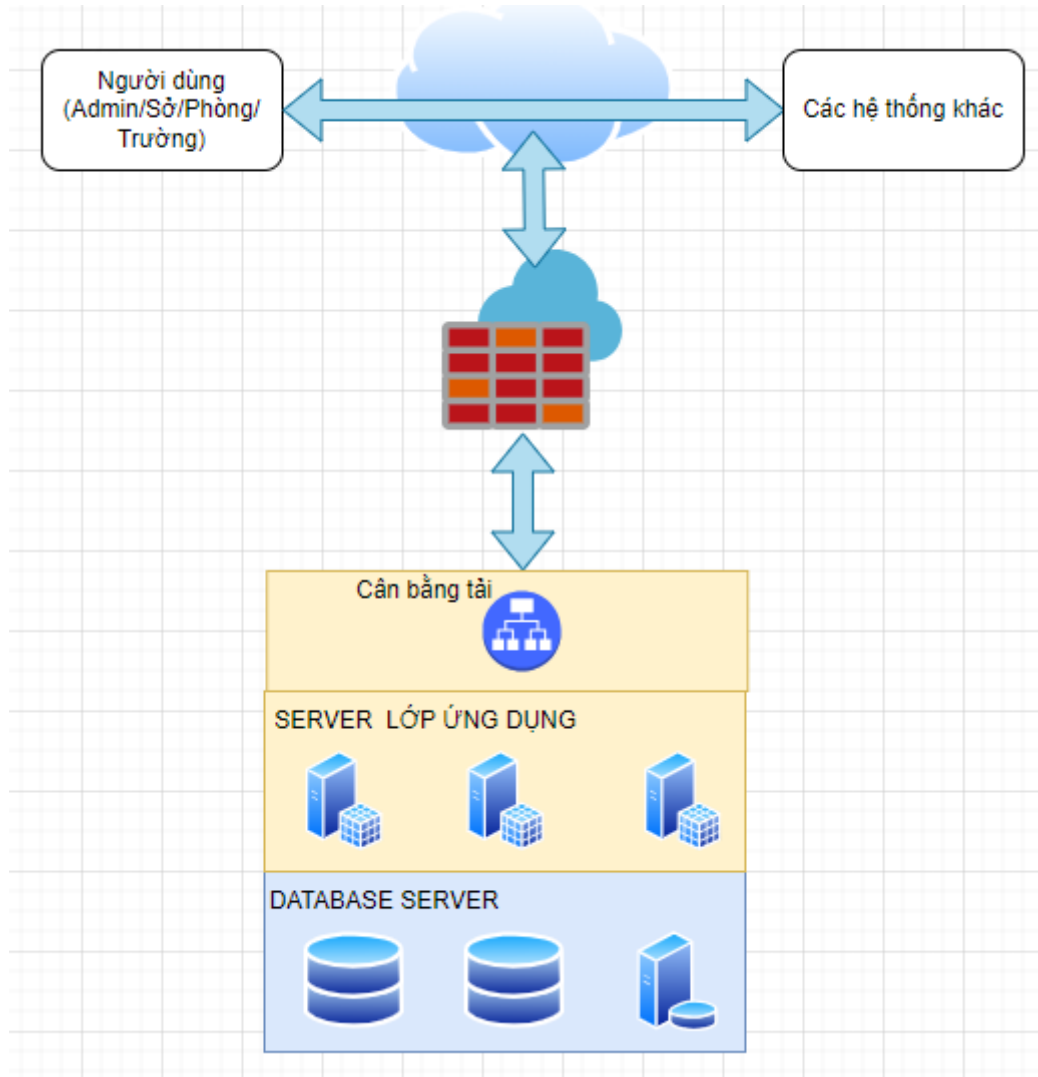 Người dùng
(Admin/Sở/Phòng/
Trường)
Các hệ thống khác
Cân bằng tải
SERVER LỚP ỨNG DỤNG
DATABASE SERVER